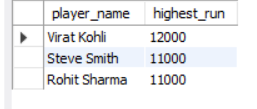 player_name highest_run
Virat Kohli 12000
Steve Smith 11000
Rohit Sharma 11000